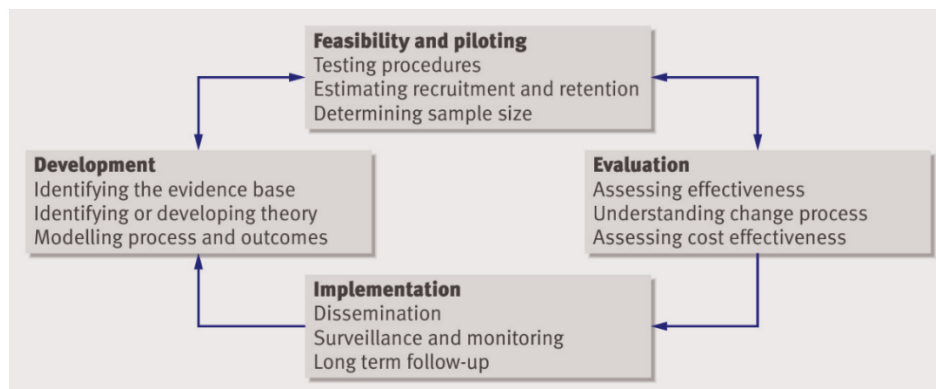 Feasibility and piloting
Testing procedures
Estimating recruitment and retention
Determining sample size
Development
Identifying the evidence base
Identifying or developing theory
Modelling process and outcomes
Evaluation
Assessing effectiveness
Understanding change process
Assessing cost effectiveness
Implementation
Dissemination
Surveillance and monitoring
Long term follow-up